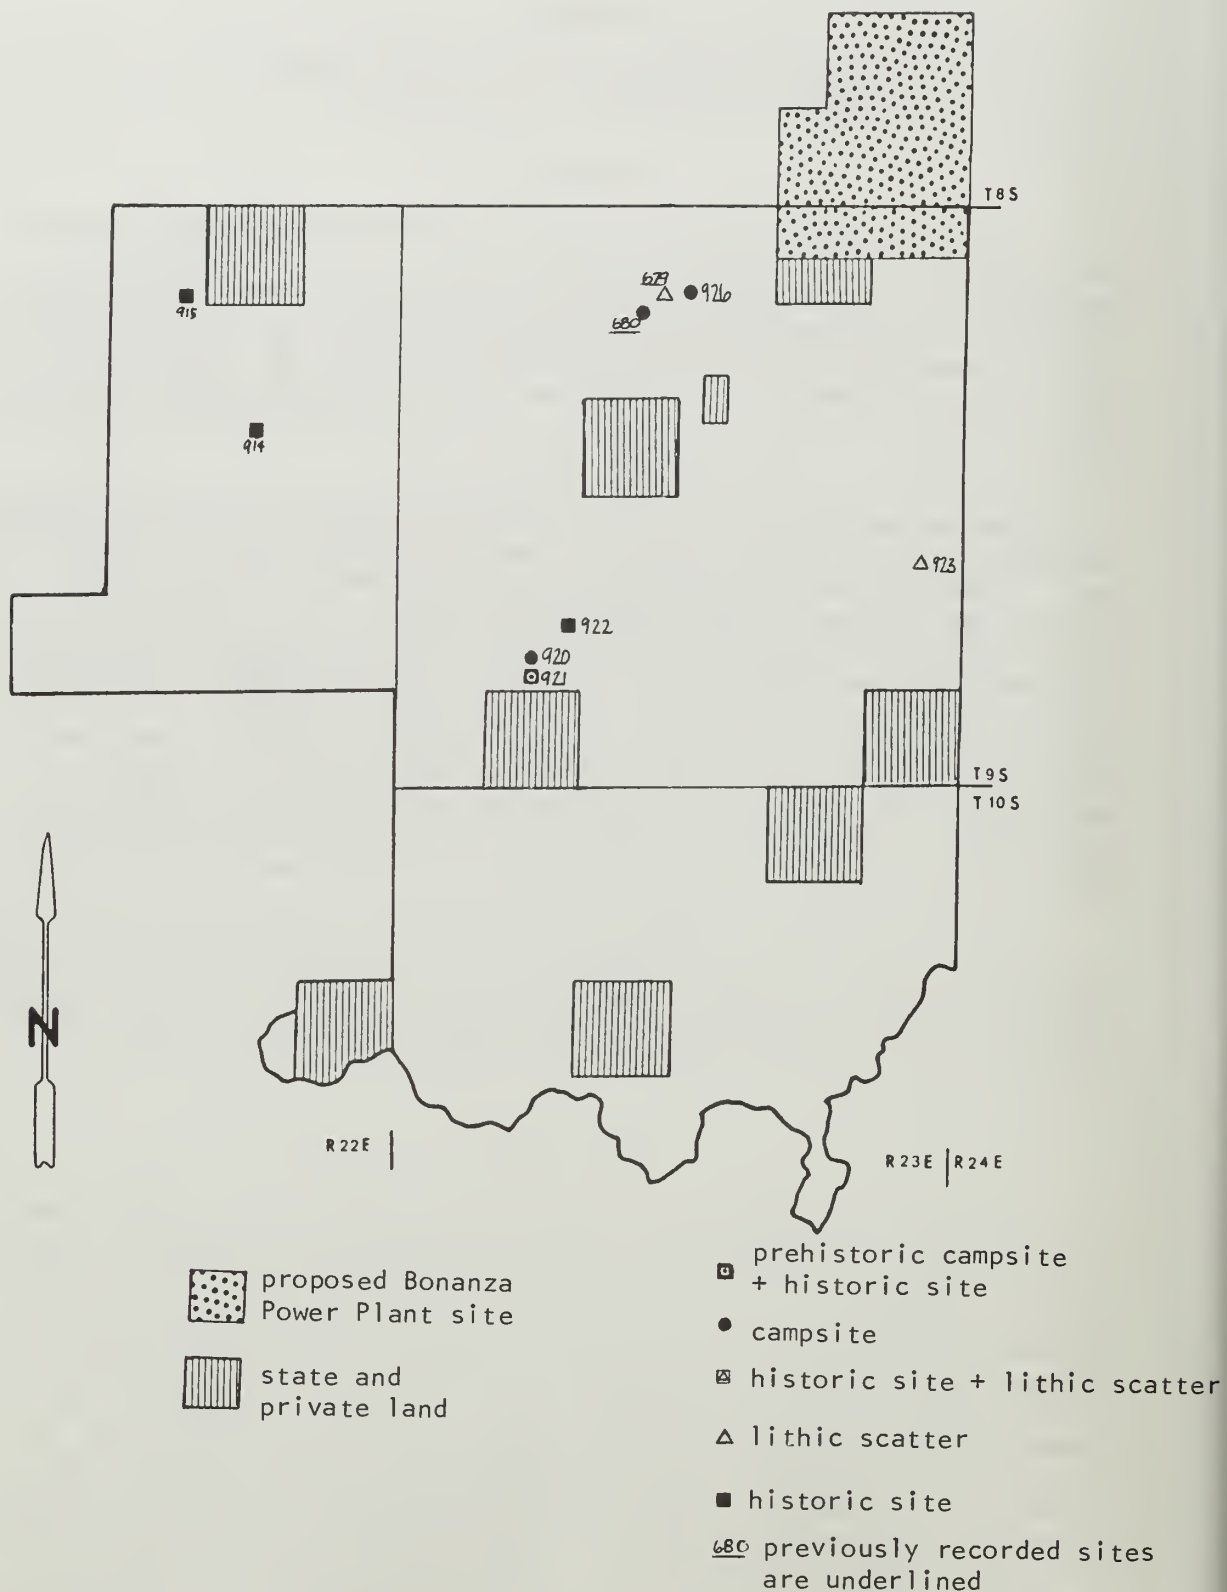 T8S
679
926
680
915
914
923
922
920
921
T9S
T10S
N
R22E
R23E R24E
proposed Bonanza
Power Plant site
state and
private land
prehistoric campsite
+ historic site
campsite
historic site + lithic scatter
lithic scatter
historic site
680 previously recorded sites
are underlined